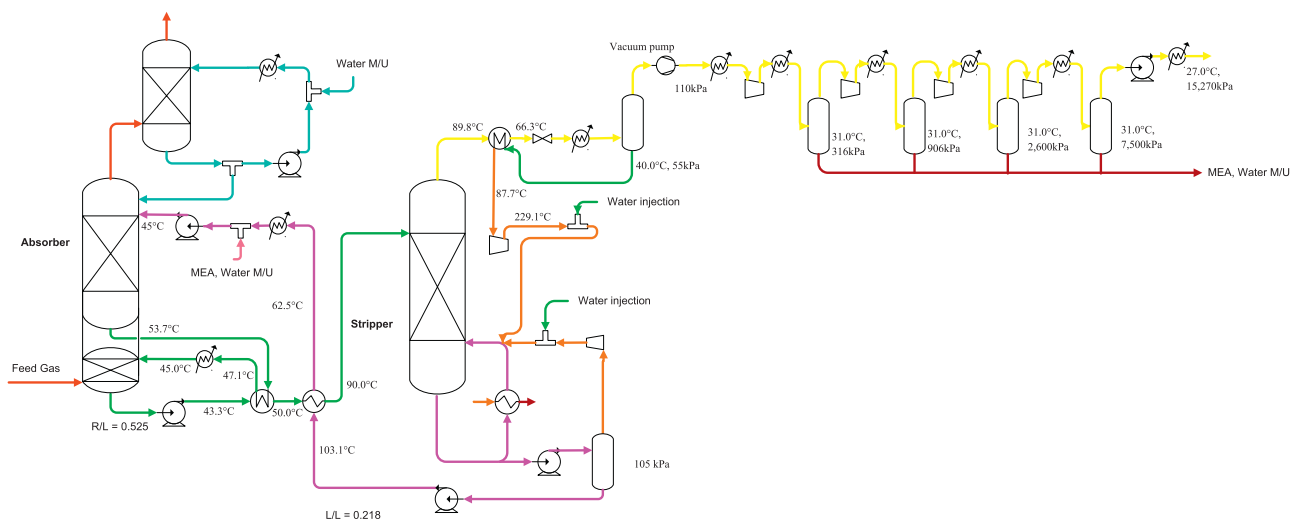 Water M/U
Vacuum pump
110kPa
27.0°C,
15,270kPa
89.8°C
66.3°C
31.0°C,
316kPa
31.0°C,
906kPa
31.0°C,
2,600kPa
31.0°C,
7,500kPa
40.0°C, 55kPa
MEA, Water M/U
87.7°C
Water injection
229.1°C
45°C
Absorber
MEA, Water M/U
62.5°C
Water injection
Stripper
53.7°C
Feed Gas
45.0°C
47.1°C
90.0°C
43.3°C
50.0°C
R/L = 0.525
103.1°C
105 kPa
L/L = 0.218